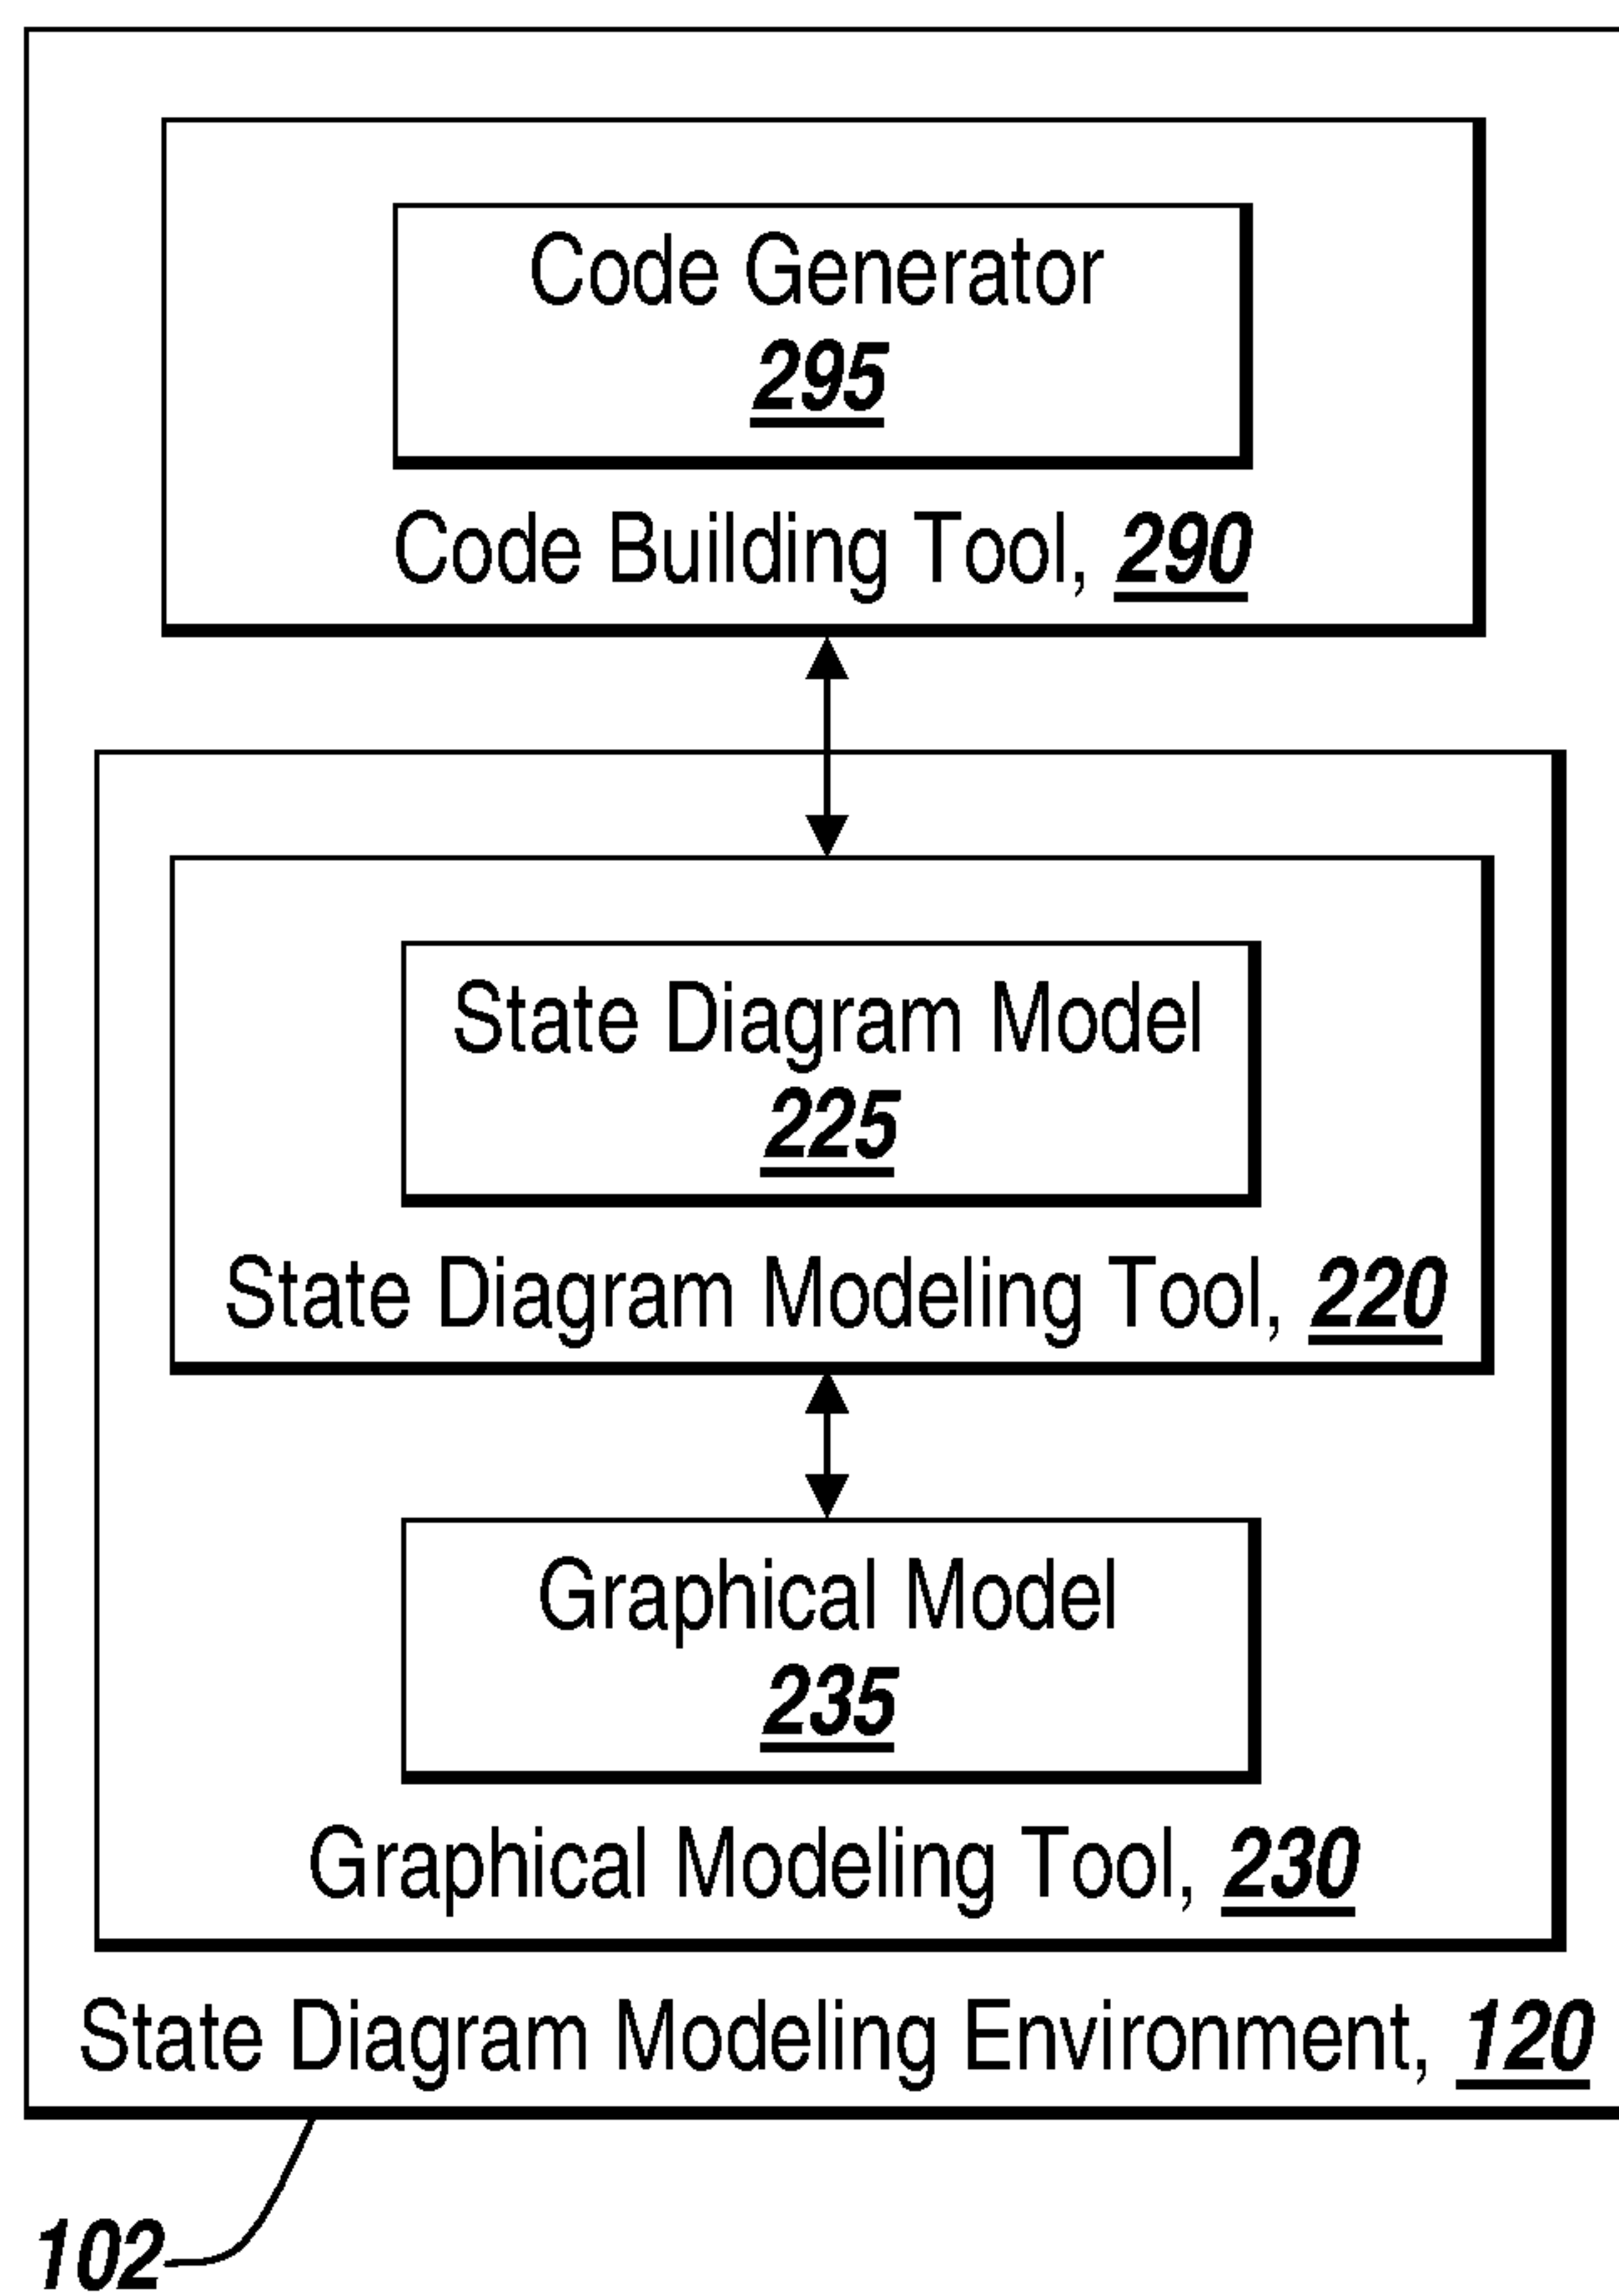 Code Generator
295
Code Building Tool, 290
State Diagram Model
225
State Diagram Modeling Tool, 220
Graphical Model
235
Graphical Modeling Tool, 230
State Diagram Modeling Environment, 120
102